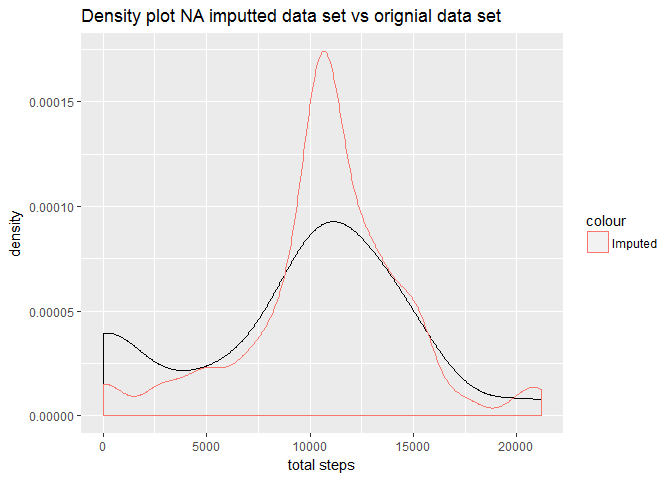 Density plot NA imputted data set vs orignial data set
density
0.00015
0.00010
0.00005
0.00000
0
5000
10000
15000
20000
total steps
colour
Imputed